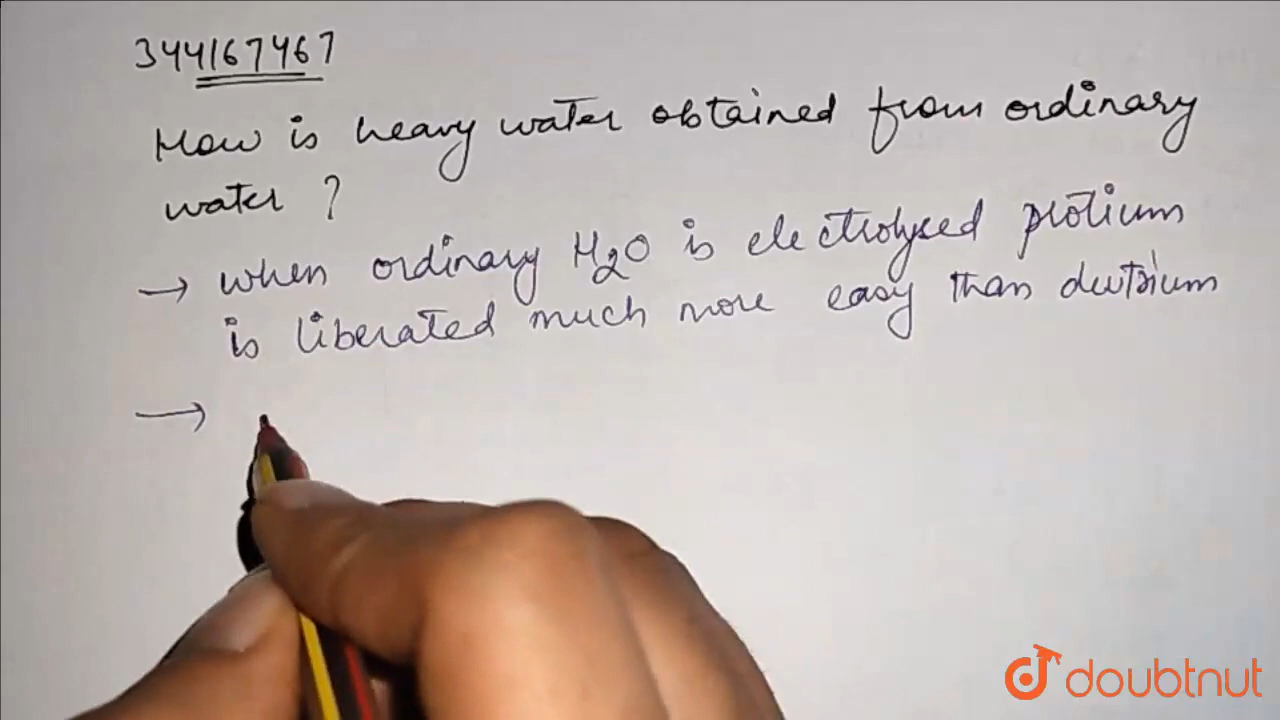 344167467
How is heavy water obtained from ordinary
water ?
→ when ordinary H2O is electrolysed protium
is liberated much more easy than dutrium
→
doubtnut